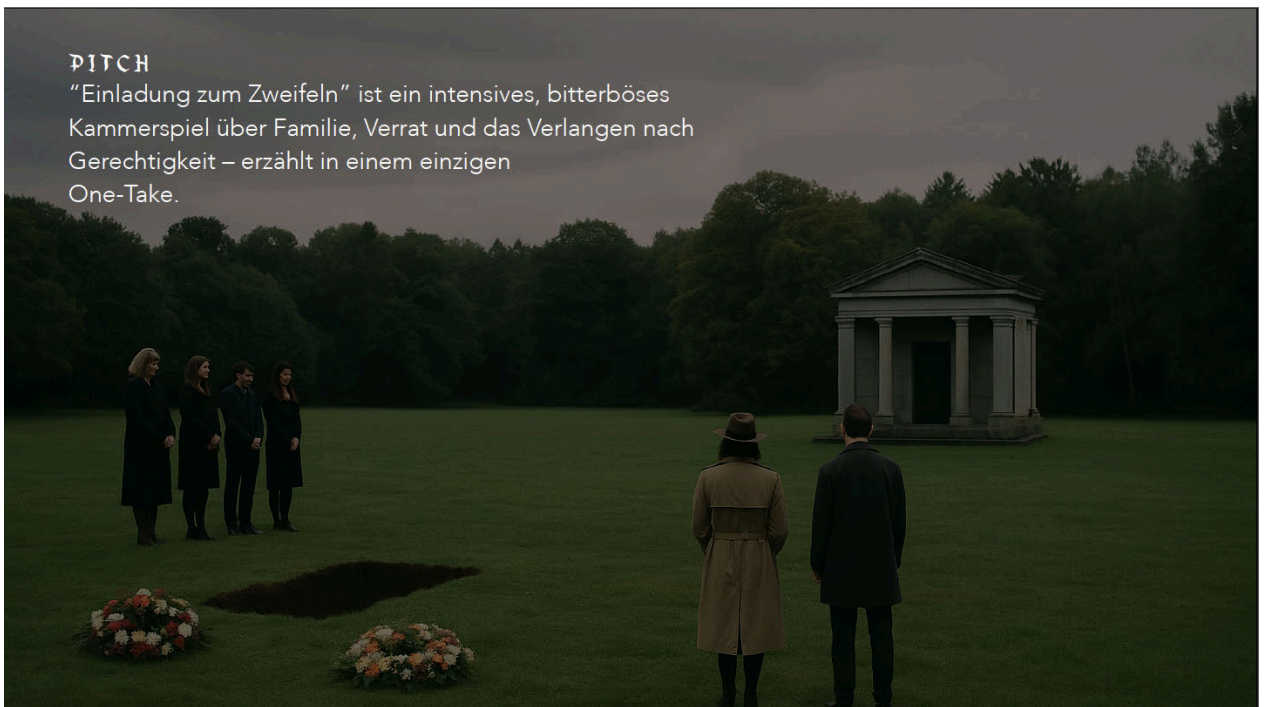 PITCH
“Einladung zum Zweifeln” ist ein intensives, bitterböses
Kammerspiel über Familie, Verrat und das Verlangen nach
Gerechtigkeit – erzählt in einem einzigen
One-Take.